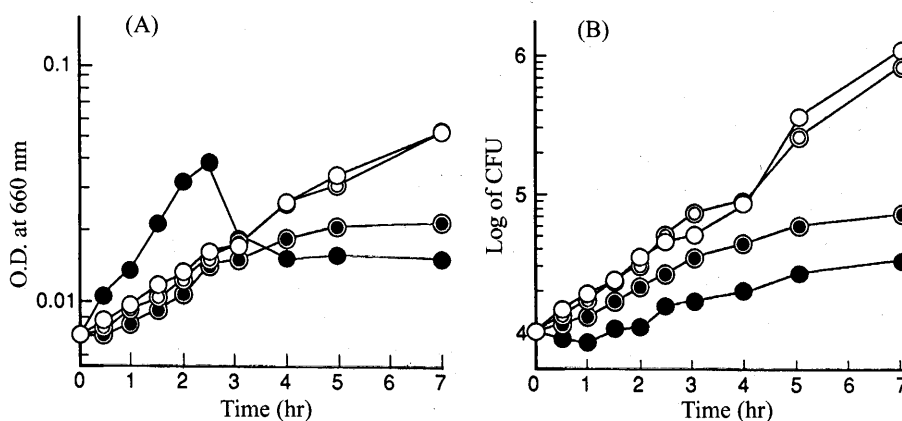 (A)
0.1
O.D. at 660 nm
0.01
0 1 2 3 4 5 6 7
Time (hr)
(B)
6
Log of CFU
5
4
0 1 2 3 4 5 6 7
Time (hr)